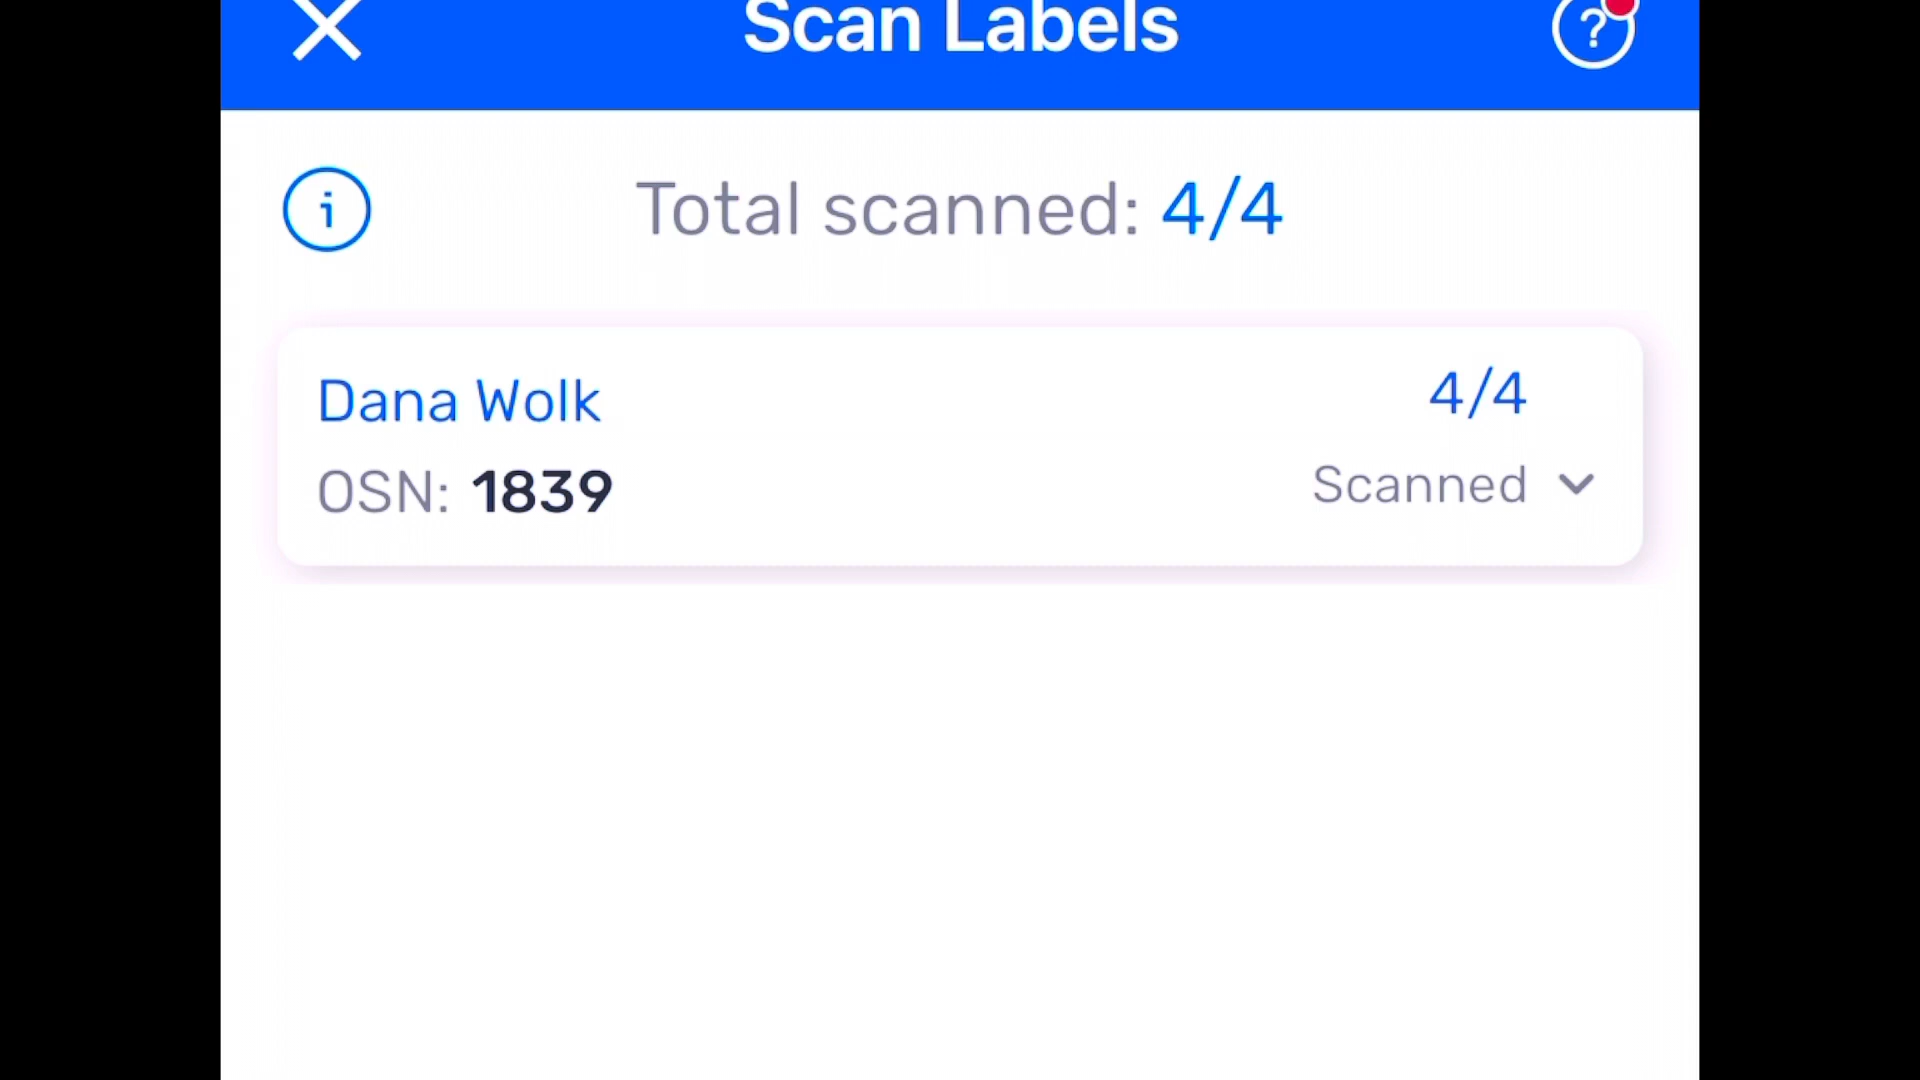 Scan Labels
Total scanned: 4/4
Dana Wolk
4/4
OSN: 1839
Scanned